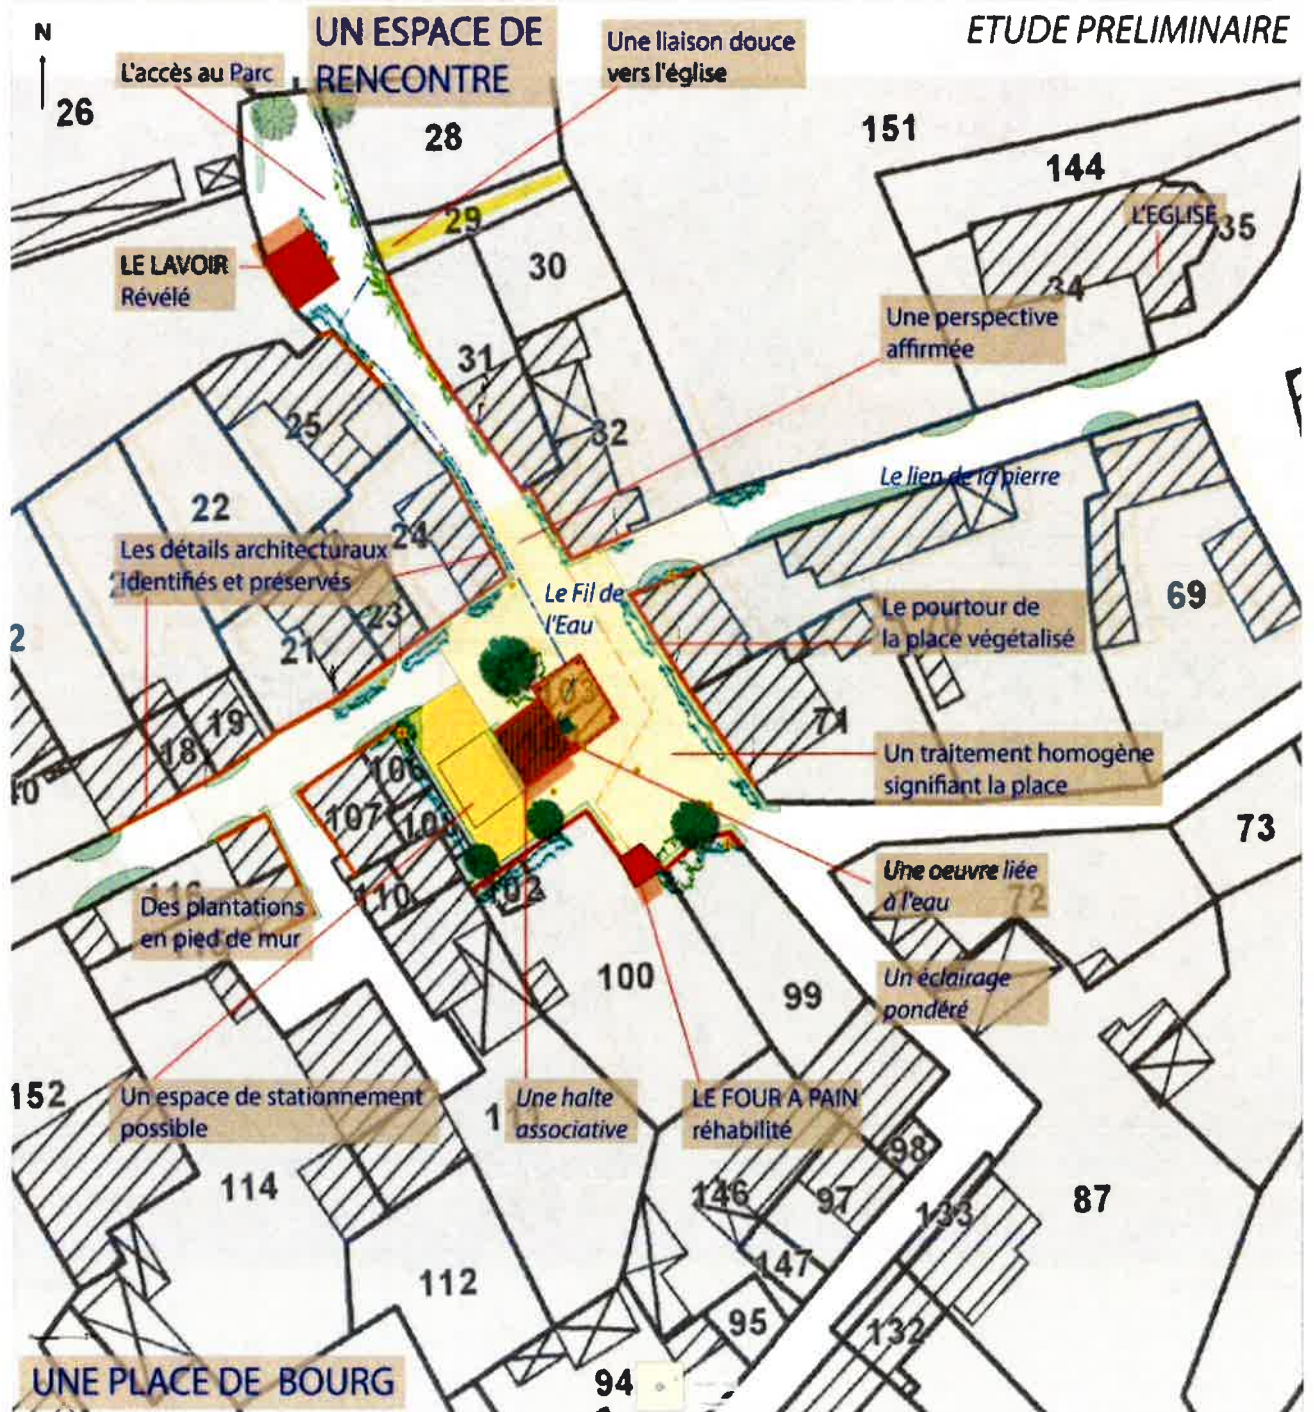 N
UN ESPACE DE
RENCONTRE
ETUDE PRELIMINAIRE
L'accès au Parc
Une liaison douce
vers l'église
26
28
151
144
L'EGLISE
35
29
30
34
LE LAVOIR
Révélé
Une perspective
affirmée
31
32
25
Le lien de la pierre
22
24
Les détails architecturaux
identifiés et préservés
Le Fil de
l'Eau
69
Le pourtour de
la place végétalisé
2
23
21
103
19
18
71
Un traitement homogène
signifiant la place
40
106
107
108
73
Une oeuvre liée
à l'eau
72
116
110
102
Des plantations
en pied de mur
100
99
Un éclairage
pondéré
152
Un espace de stationnement
possible
Une halte
associative
LE FOUR A PAIN
réhabilité
98
114
146
97
133
87
147
112
95
132
UNE PLACE DE BOURG
94